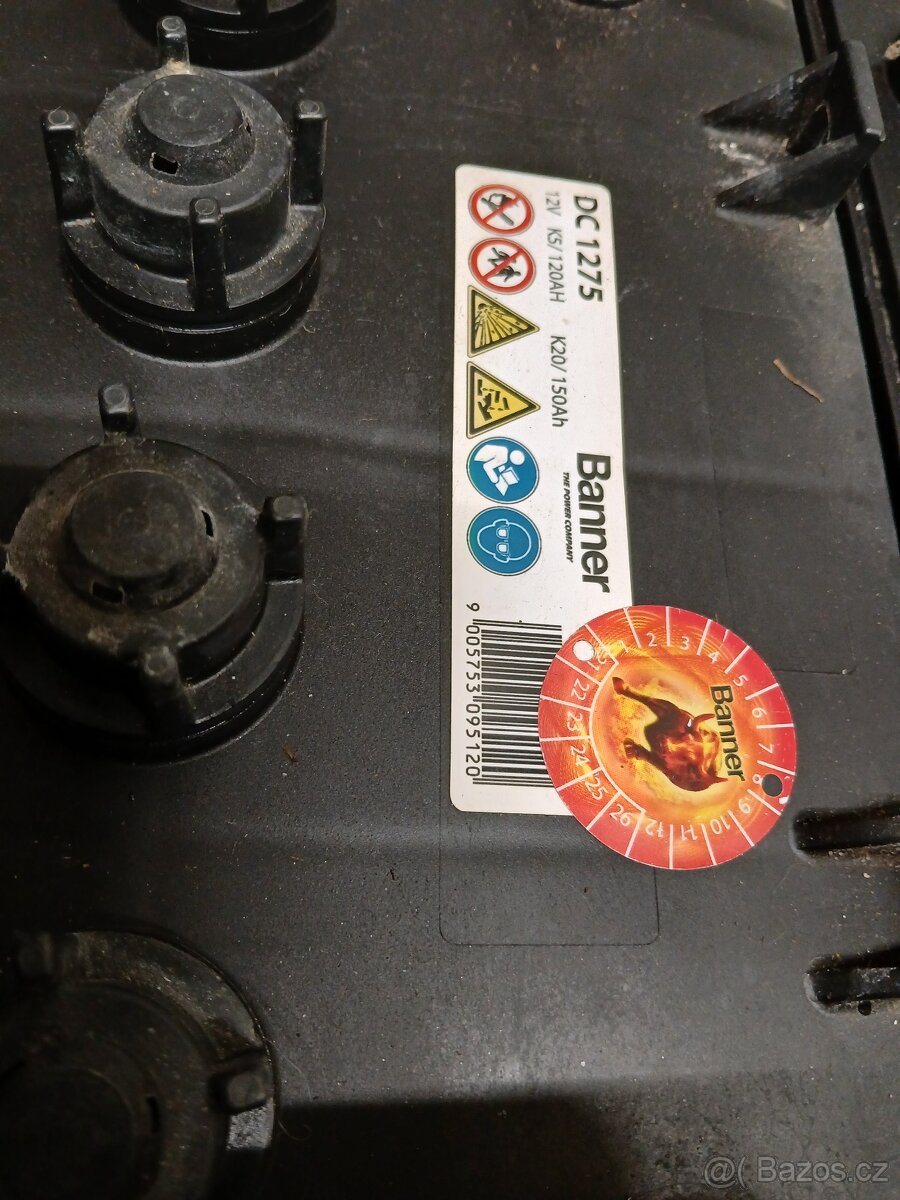 DC 1275
12V K5/120AH K20/150Ah
Banner
THE POWER COMPANY
9 005753 095120
Banner
1 2 3 4 5 6 7 8 9 10 11 12
22 23 24 25 26
@( Bazos.cz